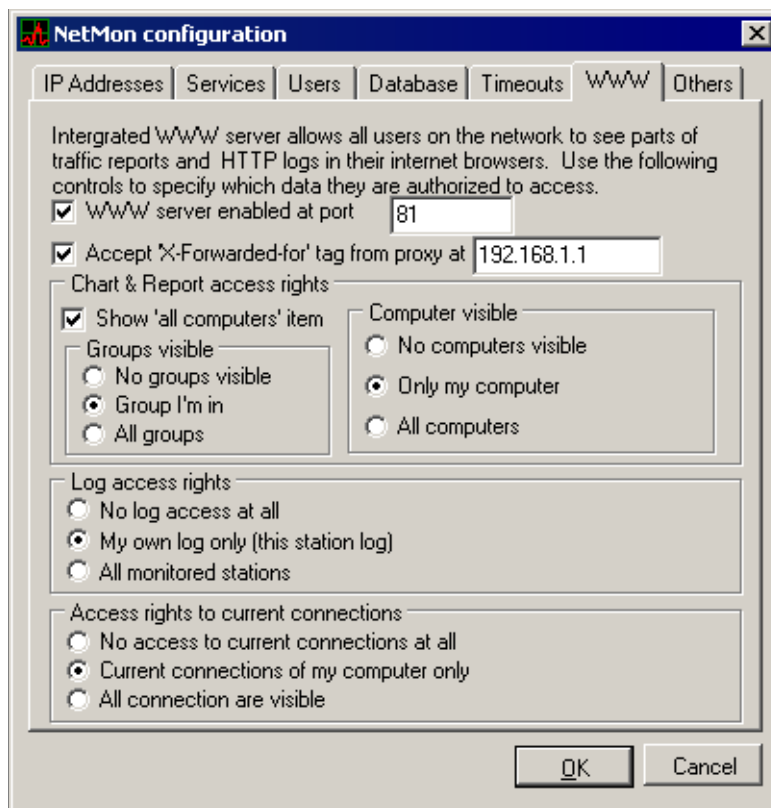 NetMon configuration
IP Addresses Services Users Database Timeouts WWW Others
Intergrated WWW server allows all users on the network to see parts of
traffic reports and HTTP logs in their internet browsers. Use the following
controls to specify which data they are authorized to access.
WWW server enabled at port 81
Accept 'X-Forwarded-for' tag from proxy at 192.168.1.1
Chart & Report access rights
Show 'all computers' item
Groups visible
No groups visible
Group I'm in
All groups
Computer visible
No computers visible
Only my computer
All computers
Log access rights
No log access at all
My own log only (this station log)
All monitored stations
Access rights to current connections
No access to current connections at all
Current connections of my computer only
All connection are visible
OK Cancel